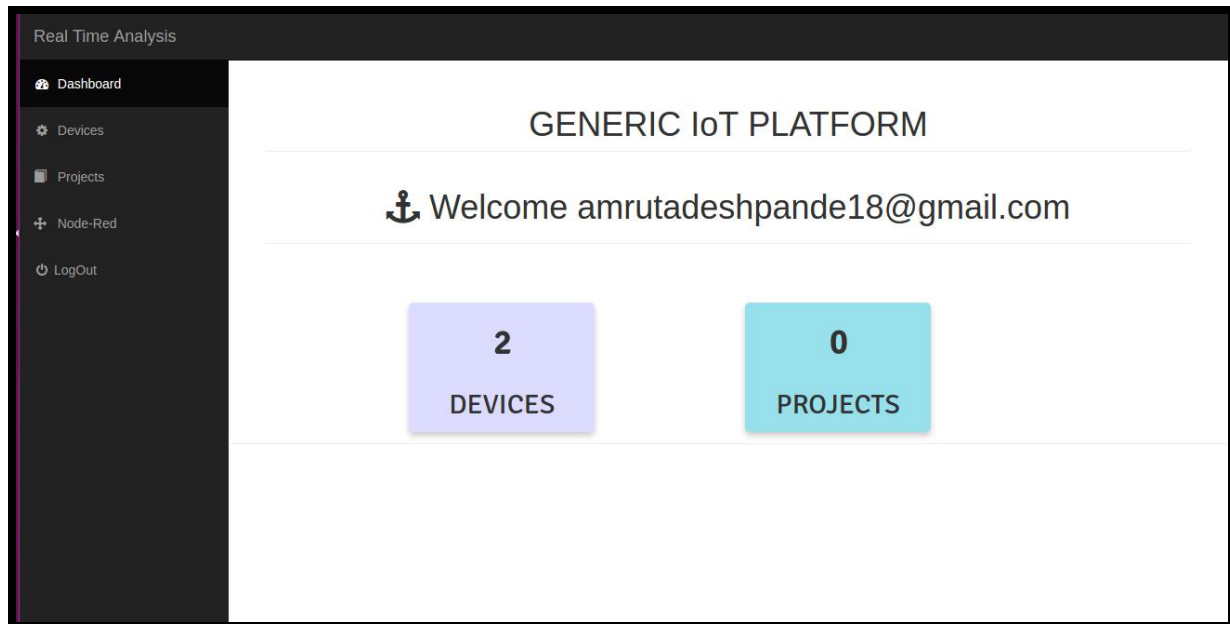 Real Time Analysis
Dashboard
Devices
Projects
Node-Red
LogOut
GENERIC IoT PLATFORM
Welcome amrutadeshpande18@gmail.com
2
DEVICES
0
PROJECTS